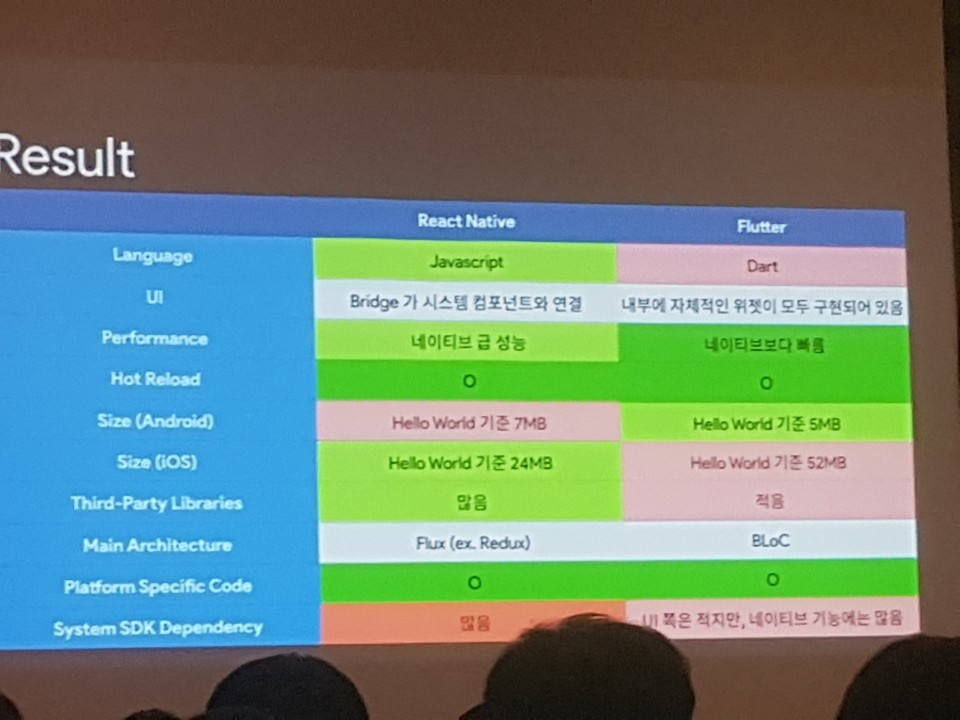 Result
React Native Flutter
Language Javascript Dart
UI Bridge 가 시스템 컴포넌트와 연결 내부에 자체적인 위젯이 모두 구현되어 있음
Performance 네이티브 급 성능 네이티브보다 빠름
Hot Reload O O
Size (Android) Hello World 기준 7MB Hello World 기준 5MB
Size (iOS) Hello World 기준 24MB Hello World 기준 52MB
Third-Party Libraries 많음 적음
Main Architecture Flux (ex. Redux) BLoC
Platform Specific Code O O
System SDK Dependency 많음 UI 쪽은 적지만, 네이티브 기능에는 많음